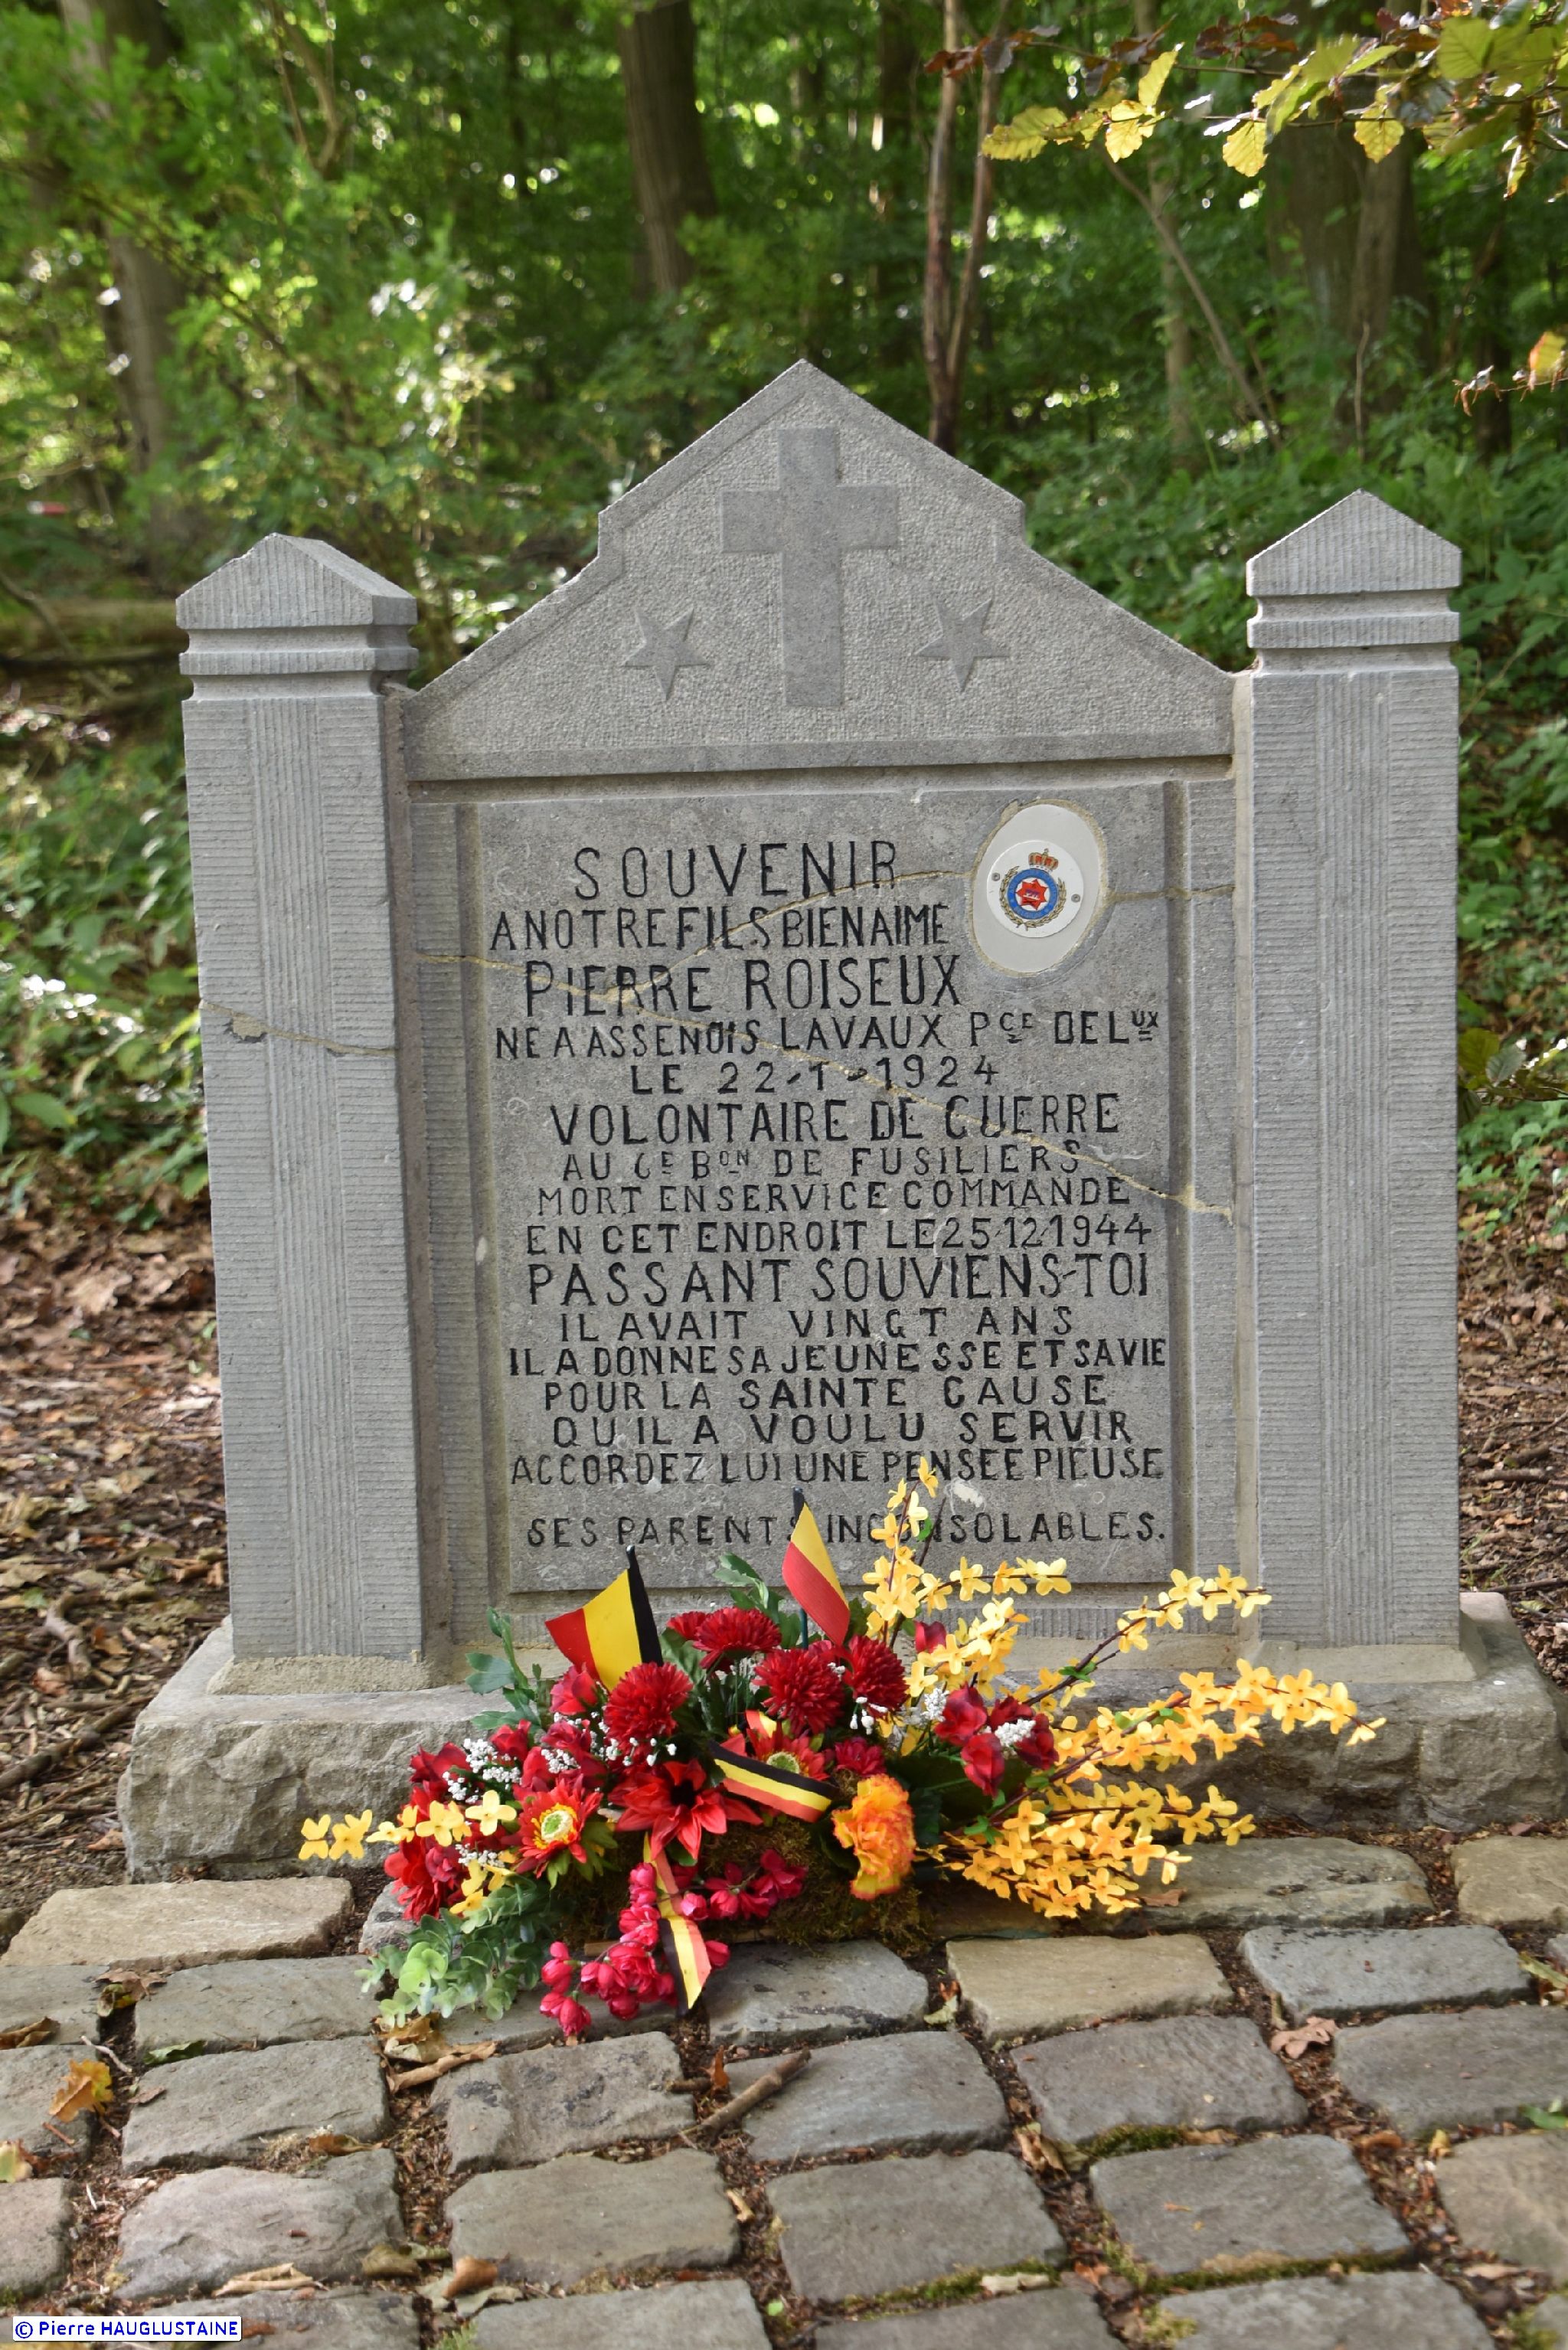 SOUVENIR
A NOTRE FILS BIEN AIME
PIERRE ROISEUX
NE A ASSENOIS LAVAUX PCE DE LUX
LE 22-1-1924
VOLONTAIRE DE GUERRE
AU 6E BON DE FUSILIERS
MORT EN SERVICE COMMANDE
EN CET ENDROIT LE 25-12-1944
PASSANT SOUVIENS-TOI
IL AVAIT VINGT ANS
IL A DONNE SA JEUNESSE ET SA VIE
POUR LA SAINTE CAUSE
QU'IL A VOULU SERVIR
ACCORDEZ LUI UNE PENSEE PIEUSE
SES PARENTS INCONSOLABLES.
© Pierre HAUGLUSTAINE